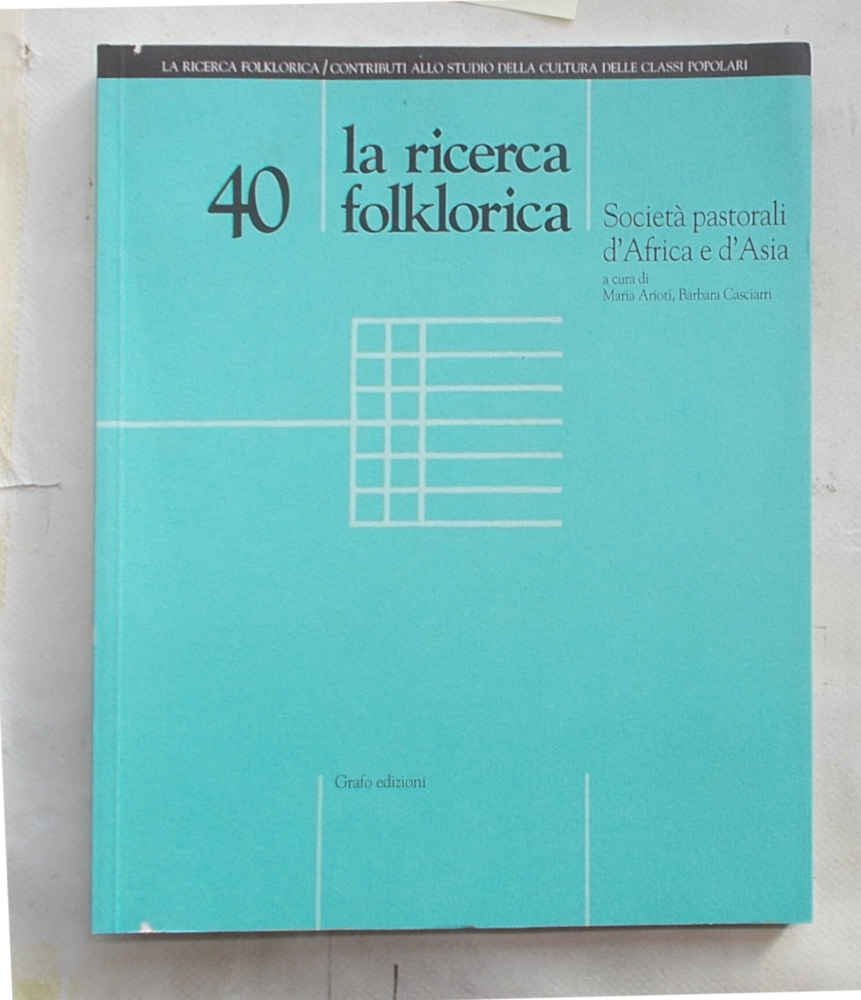 LA RICERCA FOLKLORICA / CONTRIBUTI ALLO STUDIO DELLA CULTURA DELLE CLASSI POPOLARI
40
la ricerca
folklorica
Società pastorali
d'Africa e d'Asia
a cura di
Maria Arioti, Barbara Casciarri
Grafo edizioni